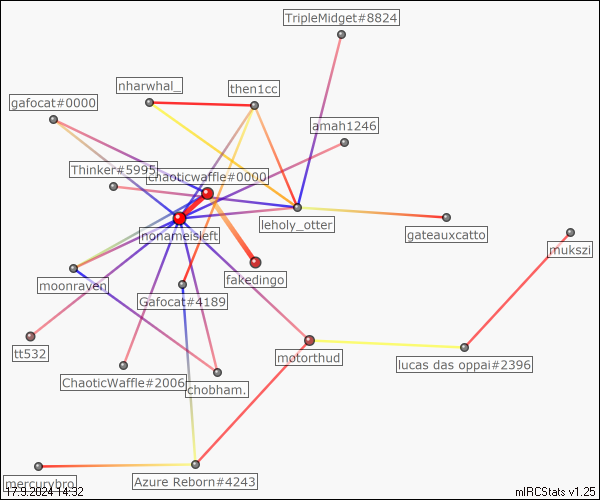 TripleMidget#8824
nharwhal_
then1cc
gafocat#0000
amah1246
Thinker#5995
chaoticwaffle#0000
leholy_otter
nonameisleft
gateauxcatto
mukszi
moonraven
fakedingo
Gafocat#4189
tt532
motorthud
lucas das oppai#2396
ChaoticWaffle#2006
chobham.
mercurybro
Azure Reborn#4243
17.9.2024 14:32
mIRCStats v1.25